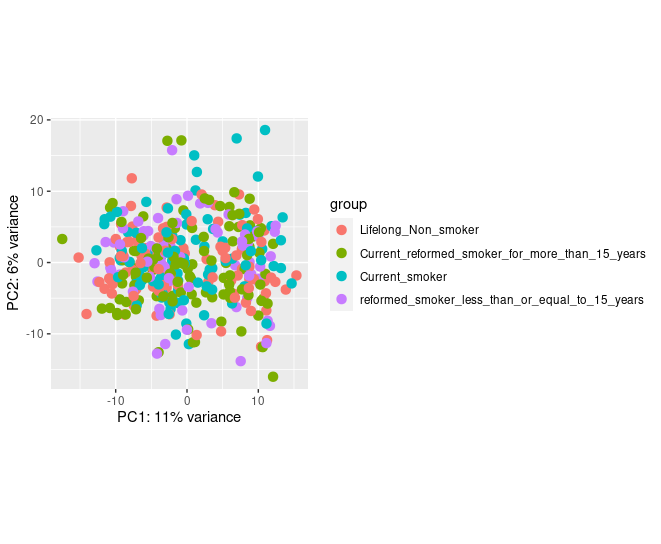 20
10
0
-10
PC2: 6% variance
-10
0
10
PC1: 11% variance
group
Lifelong_Non_smoker
Current_reformed_smoker_for_more_than_15_years
Current_smoker
reformed_smoker_less_than_or_equal_to_15_years